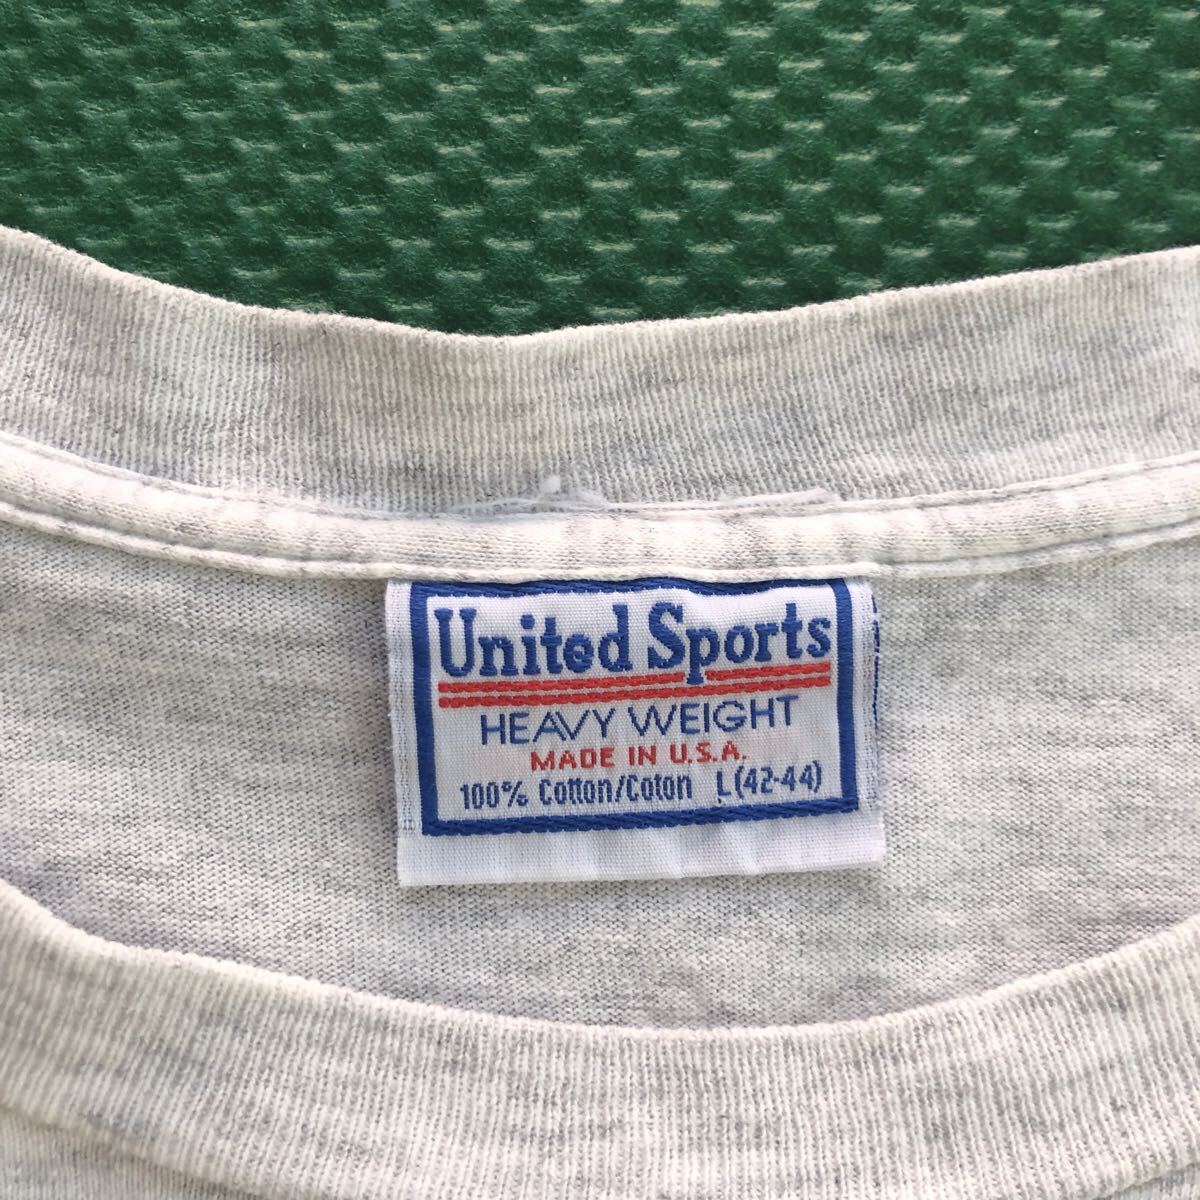 United Sports
HEAVY WEIGHT
MADE IN U.S.A.
100% Cotton/Coton L(42-44)